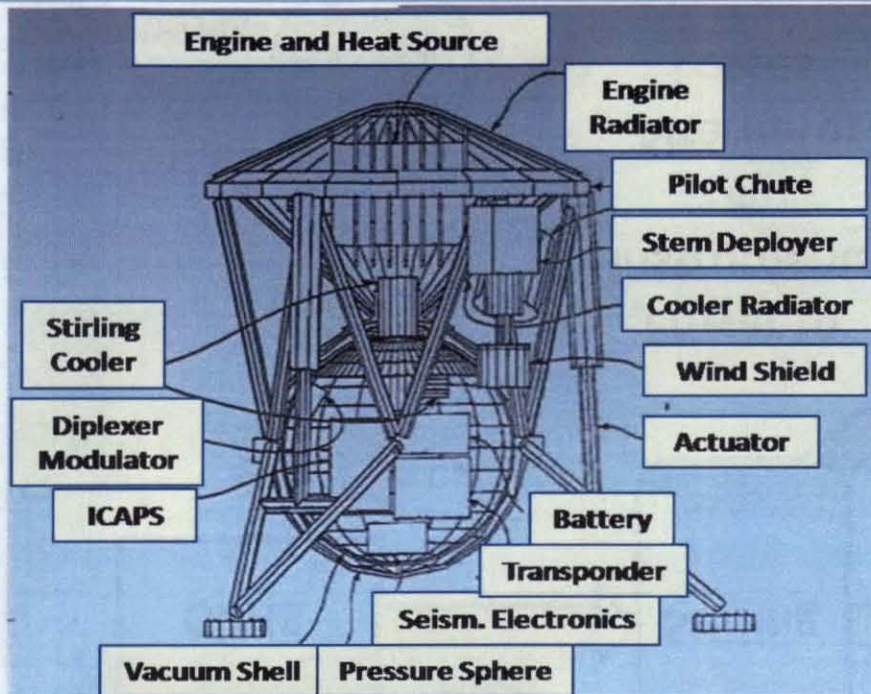 Engine and Heat Source
Engine
Radiator
Pilot Chute
Stem Deployer
Cooler Radiator
Stirling
Cooler
Wind Shield
Diplexer
Modulator
Actuator
ICAPS
Battery
Transponder
Seism. Electronics
Vacuum Shell
Pressure Sphere